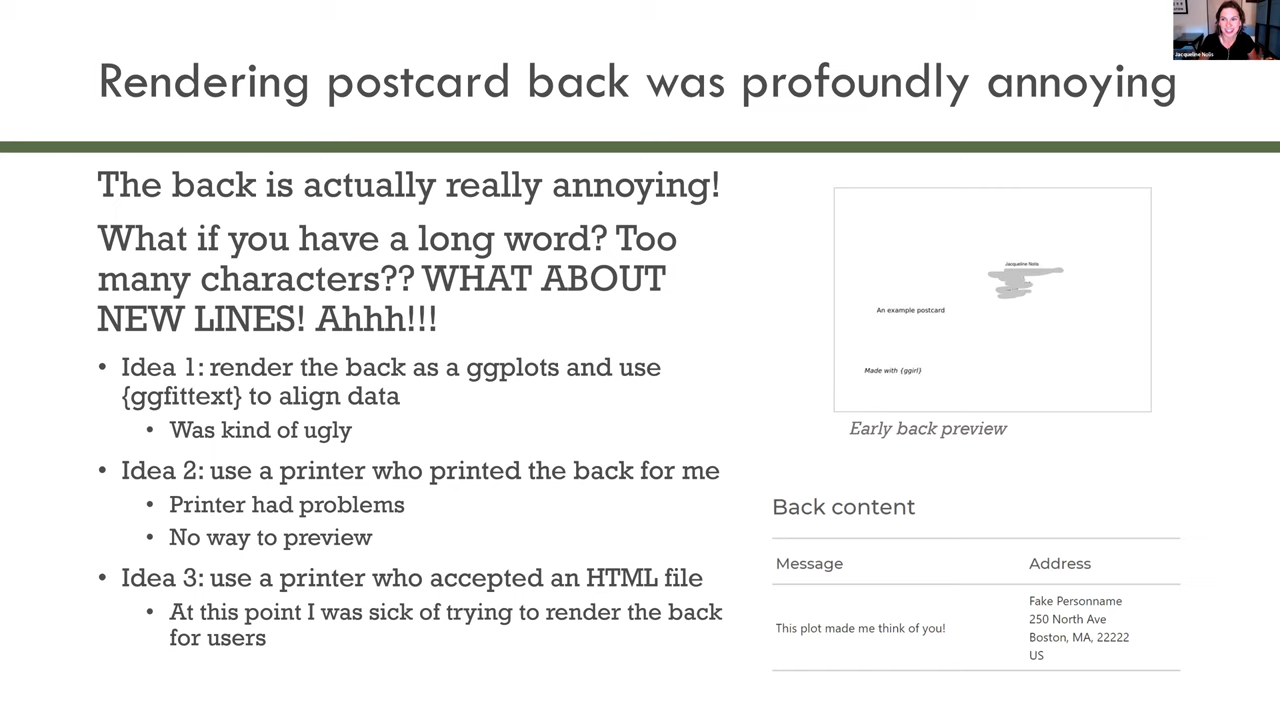 Jacqueline Nolis
Rendering postcard back was profoundly annoying
The back is actually really annoying!
What if you have a long word? Too
many characters?? WHAT ABOUT
NEW LINES! Ahhh!!!
• Idea 1: render the back as a ggplots and use
{ggfittext} to align data
• Was kind of ugly
• Idea 2: use a printer who printed the back for me
• Printer had problems
• No way to preview
• Idea 3: use a printer who accepted an HTML file
• At this point I was sick of trying to render the back
for users
Jacqueline Nolis
An example postcard
Made with {ggirl}
Early back preview
Back content
Message Address
This plot made me think of you!
Fake Personname
250 North Ave
Boston, MA, 22222
US